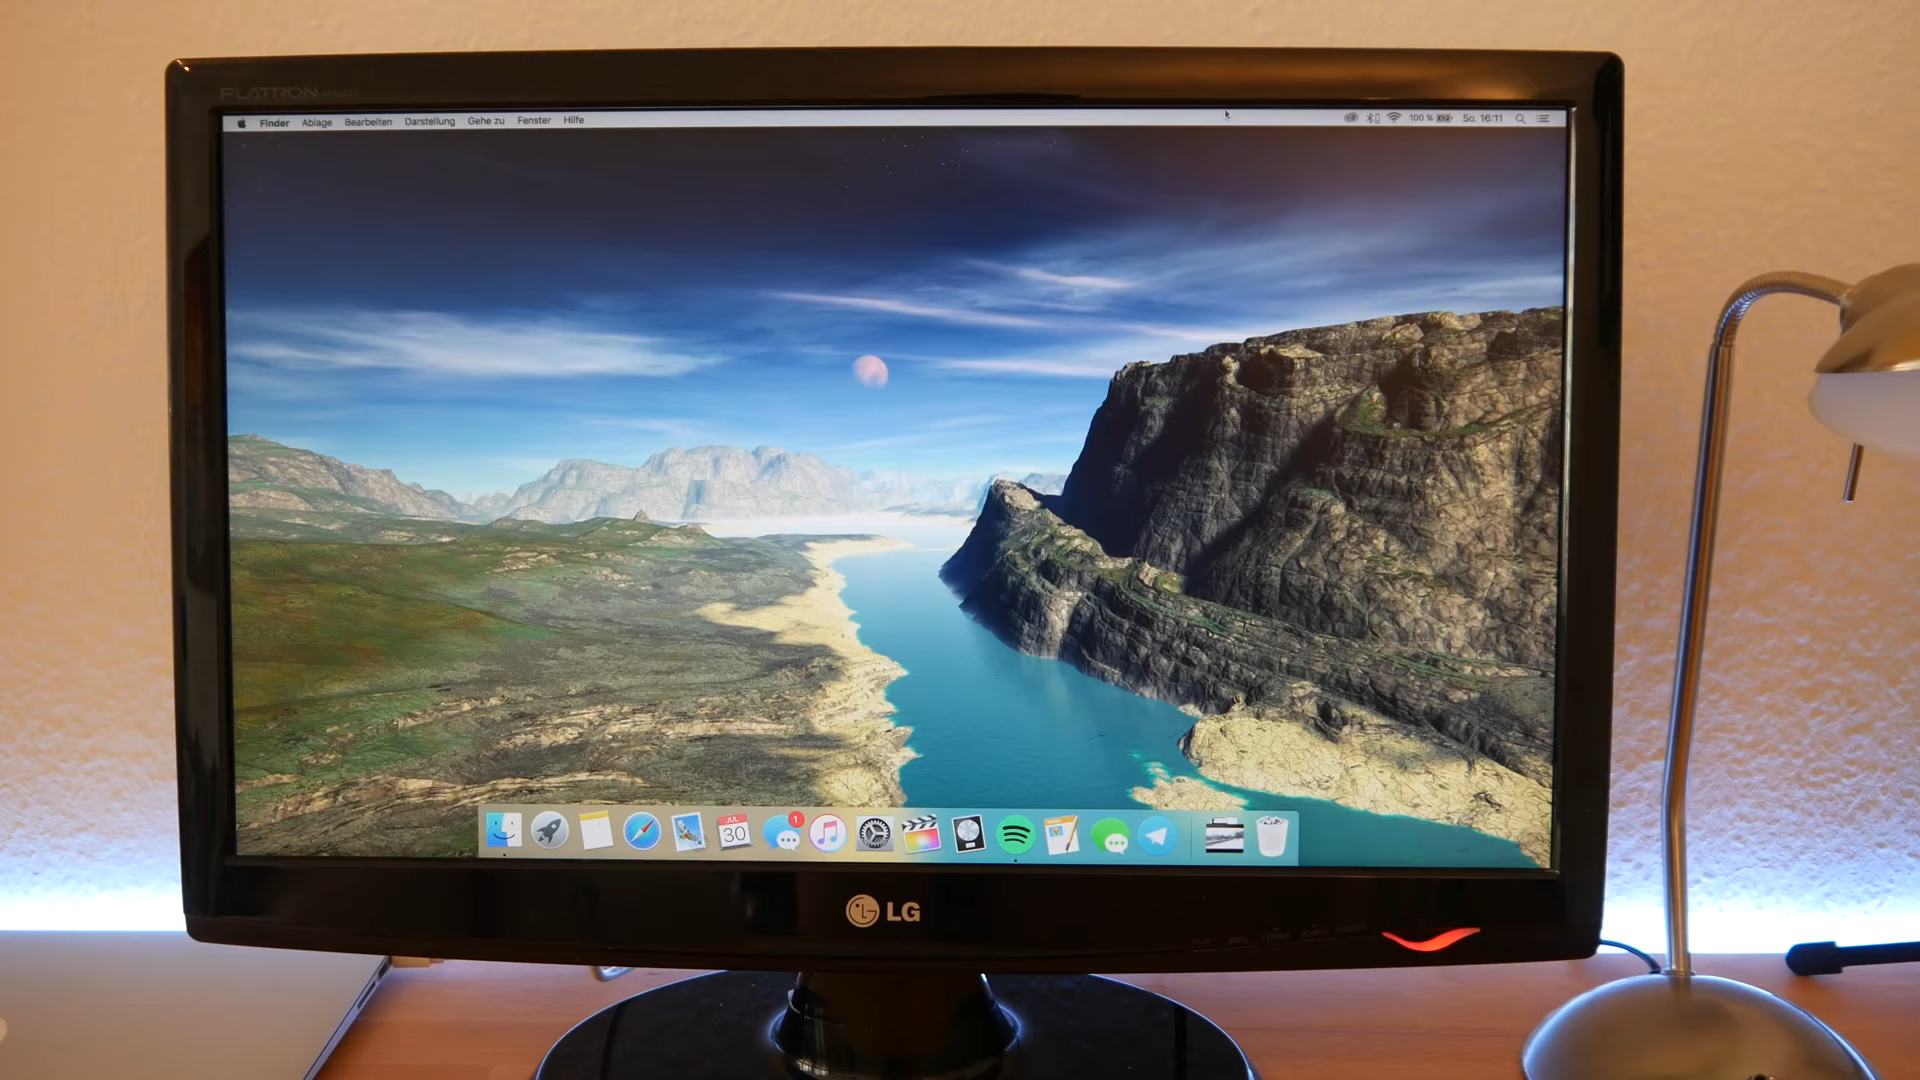 FLATRON
Finder Ablage Bearbeiten Darstellung Gehe zu Fenster Hilfe
100 % So. 16:11
JUL
30
1
LG